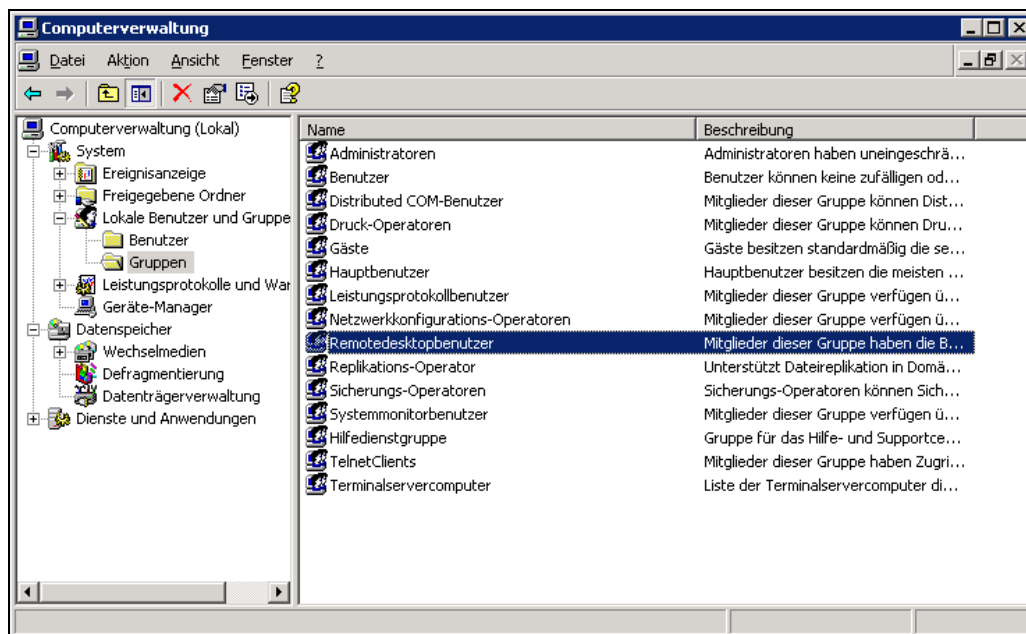 Computerverwaltung
Datei Aktion Ansicht Fenster ?
Computerverwaltung (Lokal)
System
Ereignisanzeige
Freigegebene Ordner
Lokale Benutzer und Gruppe
Benutzer
Gruppen
Leistungsprotokolle und War
Geräte-Manager
Datenspeicher
Wechselmedien
Defragmentierung
Datenträgerverwaltung
Dienste und Anwendungen
Name Beschreibung
Administratoren Administratoren haben uneingeschrä...
Benutzer Benutzer können keine zufälligen od...
Distributed COM-Benutzer Mitglieder dieser Gruppe können Dist...
Druck-Operatoren Mitglieder dieser Gruppe können Dru...
Gäste Gäste besitzen standardmäßig die se...
Hauptbenutzer Hauptbenutzer besitzen die meisten ...
Leistungsprotokollbenutzer Mitglieder dieser Gruppe verfügen ü...
Netzwerkkonfigurations-Operatoren Mitglieder dieser Gruppe verfügen ü...
Remotedesktopbenutzer Mitglieder dieser Gruppe haben die B...
Replikations-Operator Unterstützt Dateireplikation in Domä...
Sicherungs-Operatoren Sicherungs-Operatoren können Sich...
Systemmonitorbenutzer Mitglieder dieser Gruppe verfügen ü...
Hilfedienstgruppe Gruppe für das Hilfe- und Supportce...
TelnetClients Mitglieder dieser Gruppe haben Zugri...
Terminalservercomputer Liste der Terminalservercomputer di...